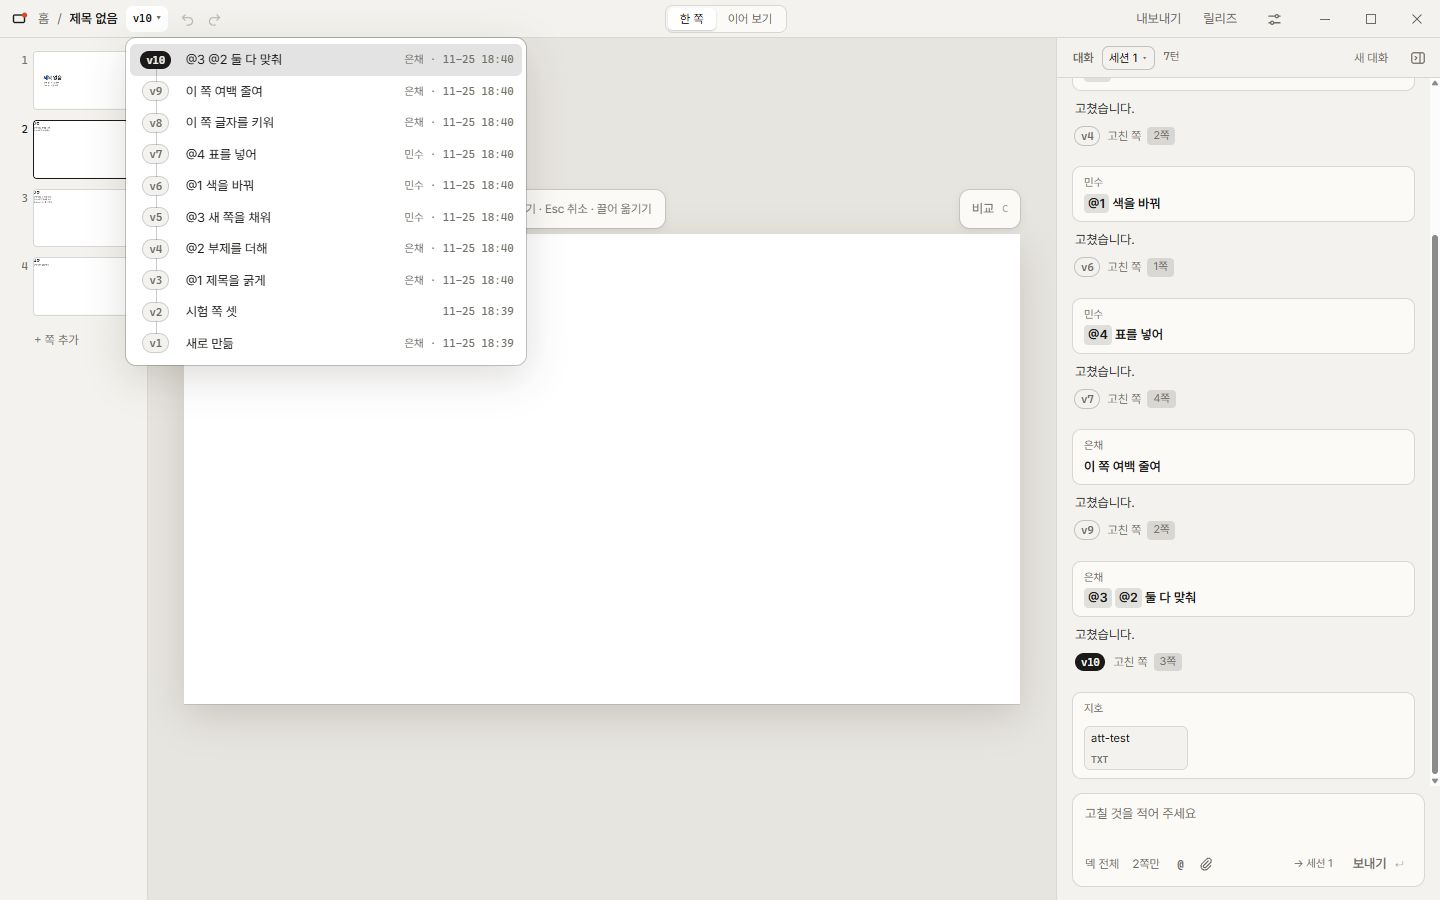 홈 / 제목 없음 v10
한 쪽 이어 보기
내보내기 릴리즈
1
제목 없음
2
3
4
+ 쪽 추가
v10 @3 @2 둘 다 맞춰 은채 · 11-25 18:40
v9 이 쪽 여백 줄여 은채 · 11-25 18:40
v8 이 쪽 글자를 키워 은채 · 11-25 18:40
v7 @4 표를 넣어 민수 · 11-25 18:40
v6 @1 색을 바꿔 민수 · 11-25 18:40
v5 @3 새 쪽을 채워 민수 · 11-25 18:40
v4 @2 부제를 더해 은채 · 11-25 18:40
v3 @1 제목을 굵게 은채 · 11-25 18:40
v2 시험 쪽 셋 11-25 18:39
v1 새로 만듦 은채 · 11-25 18:39
기 · Esc 취소 · 끌어 옮기기
비교 C
대화 세션 1 7턴 새 대화
고쳤습니다.
v4 고친 쪽 2쪽
민수
@1 색을 바꿔
고쳤습니다.
v6 고친 쪽 1쪽
민수
@4 표를 넣어
고쳤습니다.
v7 고친 쪽 4쪽
은채
이 쪽 여백 줄여
고쳤습니다.
v9 고친 쪽 2쪽
은채
@3 @2 둘 다 맞춰
고쳤습니다.
v10 고친 쪽 3쪽
지호
att-test
TXT
고칠 것을 적어 주세요
덱 전체 2쪽만 @ → 세션 1 보내기 ↵